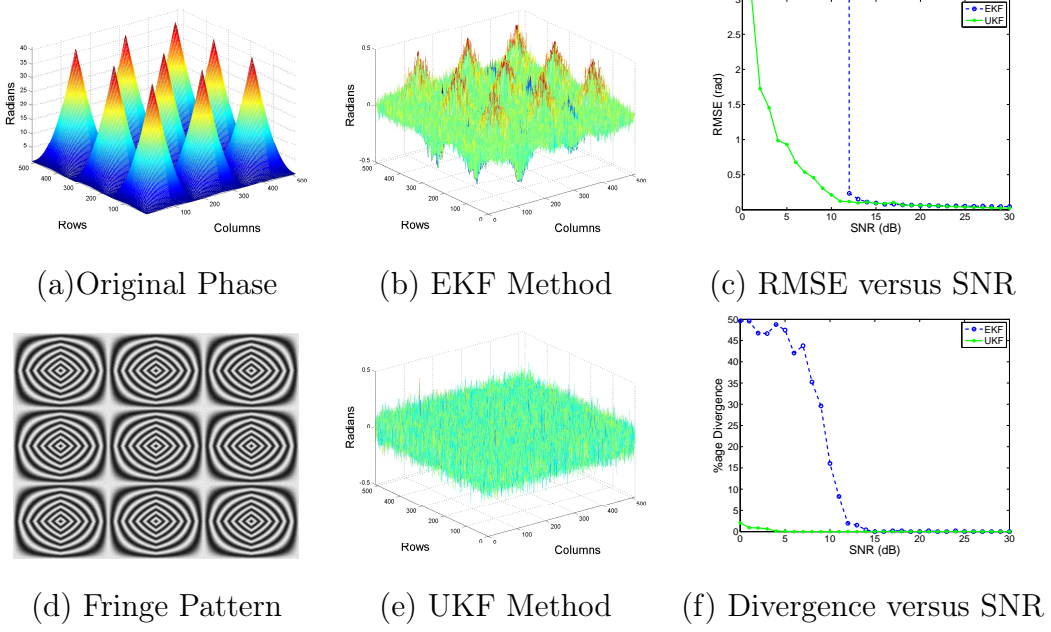 40
35
30
25
20
15
10
5
Radians
500
400
300
200
100
Rows
100
200
300
400
500
Columns
(a)Original Phase
0.5
0
-0.5
Radians
500
400
300
200
100
0
Rows
0
100
200
300
400
500
Columns
(b) EKF Method
3
2.5
2
1.5
1
0.5
0
RMSE (rad)
EKF
UKF
0 5 10 15 20 25 30
SNR (dB)
(c) RMSE versus SNR
(d) Fringe Pattern
0.5
0
-0.5
Radians
500
400
300
200
100
0
Rows
0
100
200
300
400
500
Columns
(e) UKF Method
50
45
40
35
30
25
20
15
10
5
0
%age Divergence
EKF
UKF
0 5 10 15 20 25 30
SNR (dB)
(f) Divergence versus SNR